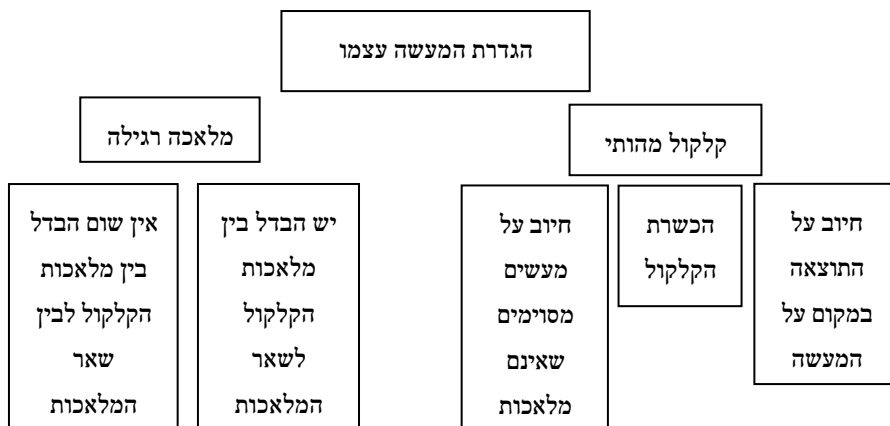 הגדרת המעשה עצמו
קלקול מהותי
מלאכה רגילה
חיוב על
התוצאה
במקום על
המעשה
הכשרת
הקלקול
חיוב על
מעשים
מסוימים
שאינם
מלאכות
יש הבדל בין
מלאכות
הקלקול
לשאר
המלאכות
אין שום הבדל
בין מלאכות
הקלקול לבין
שאר
המלאכות